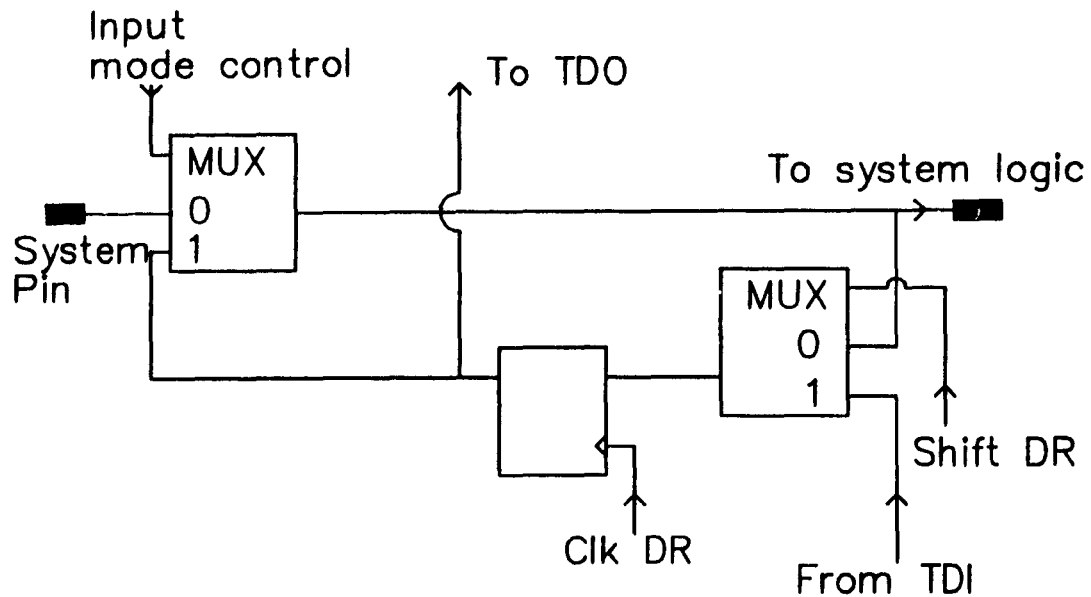 Input
mode control
To TDO
MUX
0
1
System
Pin
To system logic
MUX
0
1
Shift DR
Clk DR
From TDI